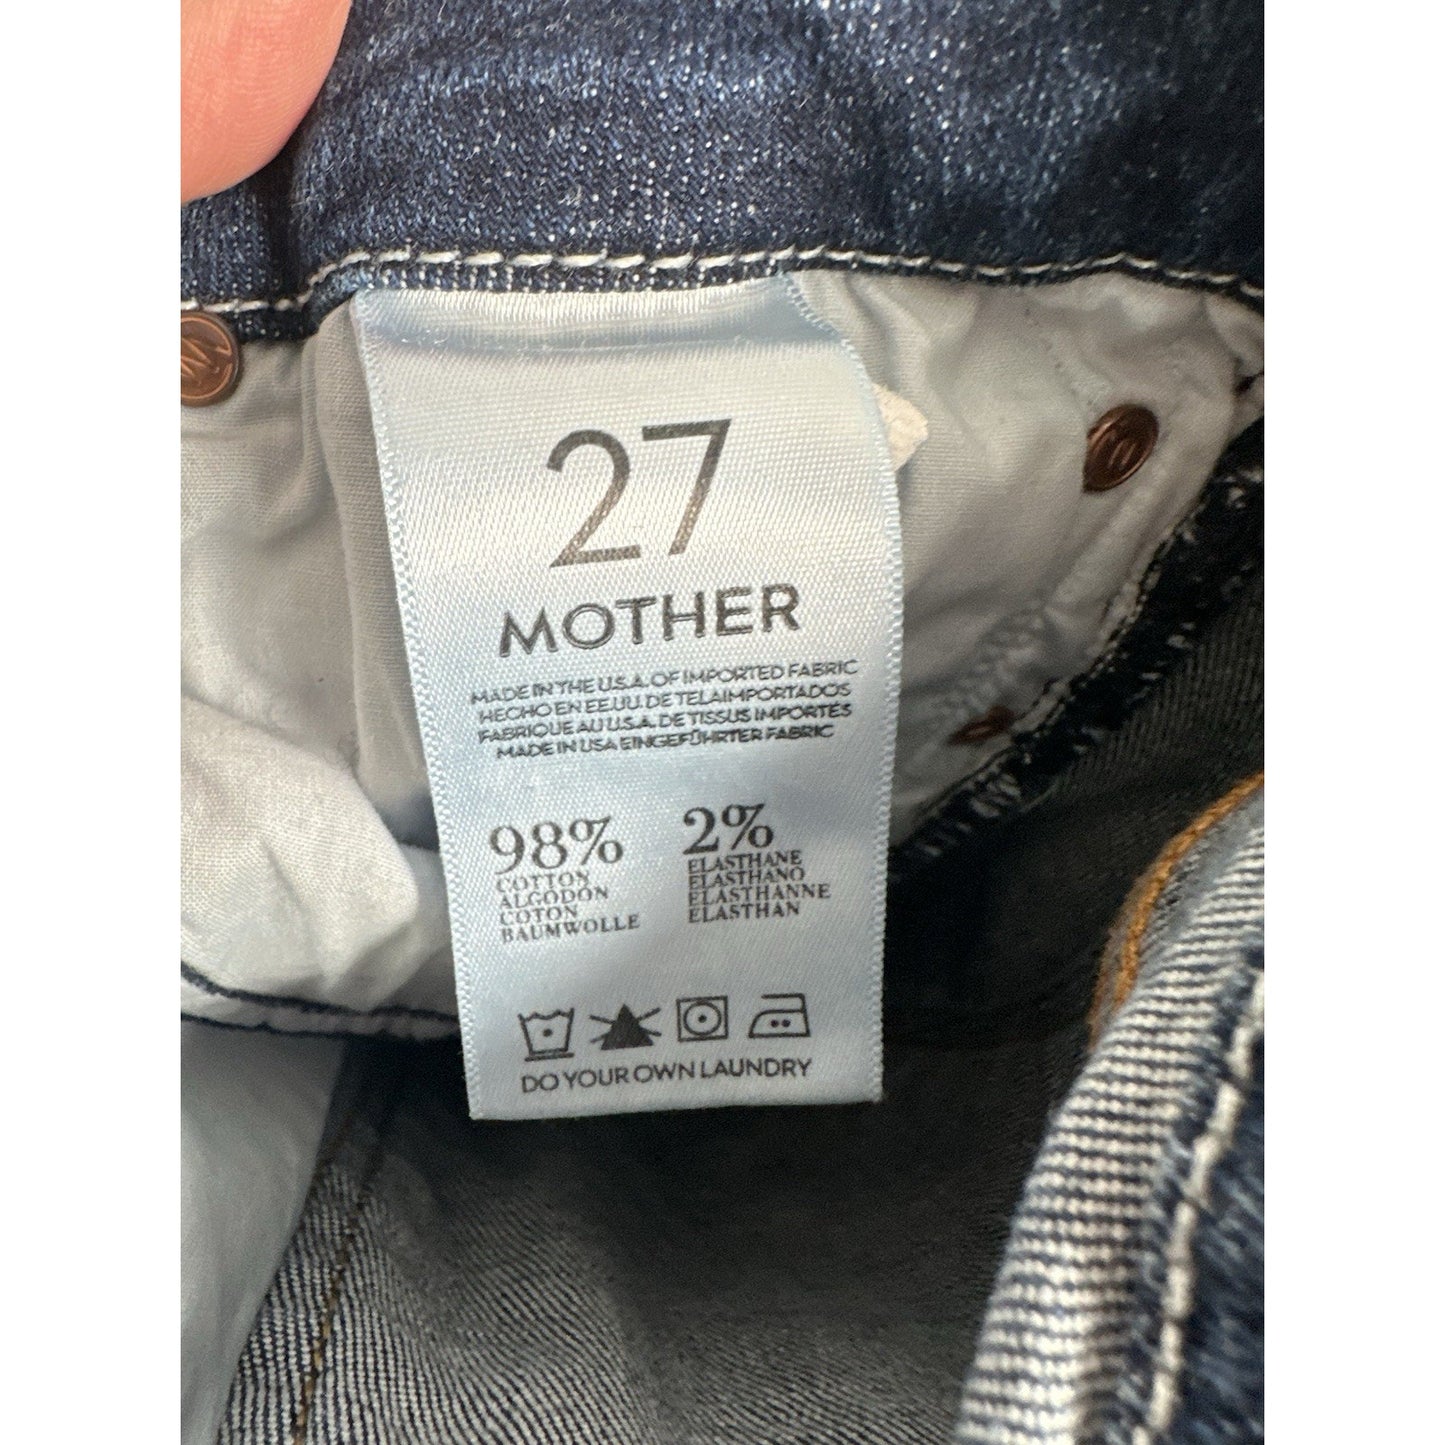 27
MOTHER
MADE IN THE U.S.A. OF IMPORTED FABRIC
HECHO EN EE.UU. DE TELA IMPORTADOS
FABRIQUE AU U.S.A. DE TISSUS IMPORTÉS
MADE IN USA EINGEFÜHRTER FABRIC
98%
COTTON
ALGODON
COTON
BAUMWOLLE
2%
ELASTHANE
ELASTHANO
ELASTHANNE
ELASTHAN
DO YOUR OWN LAUNDRY